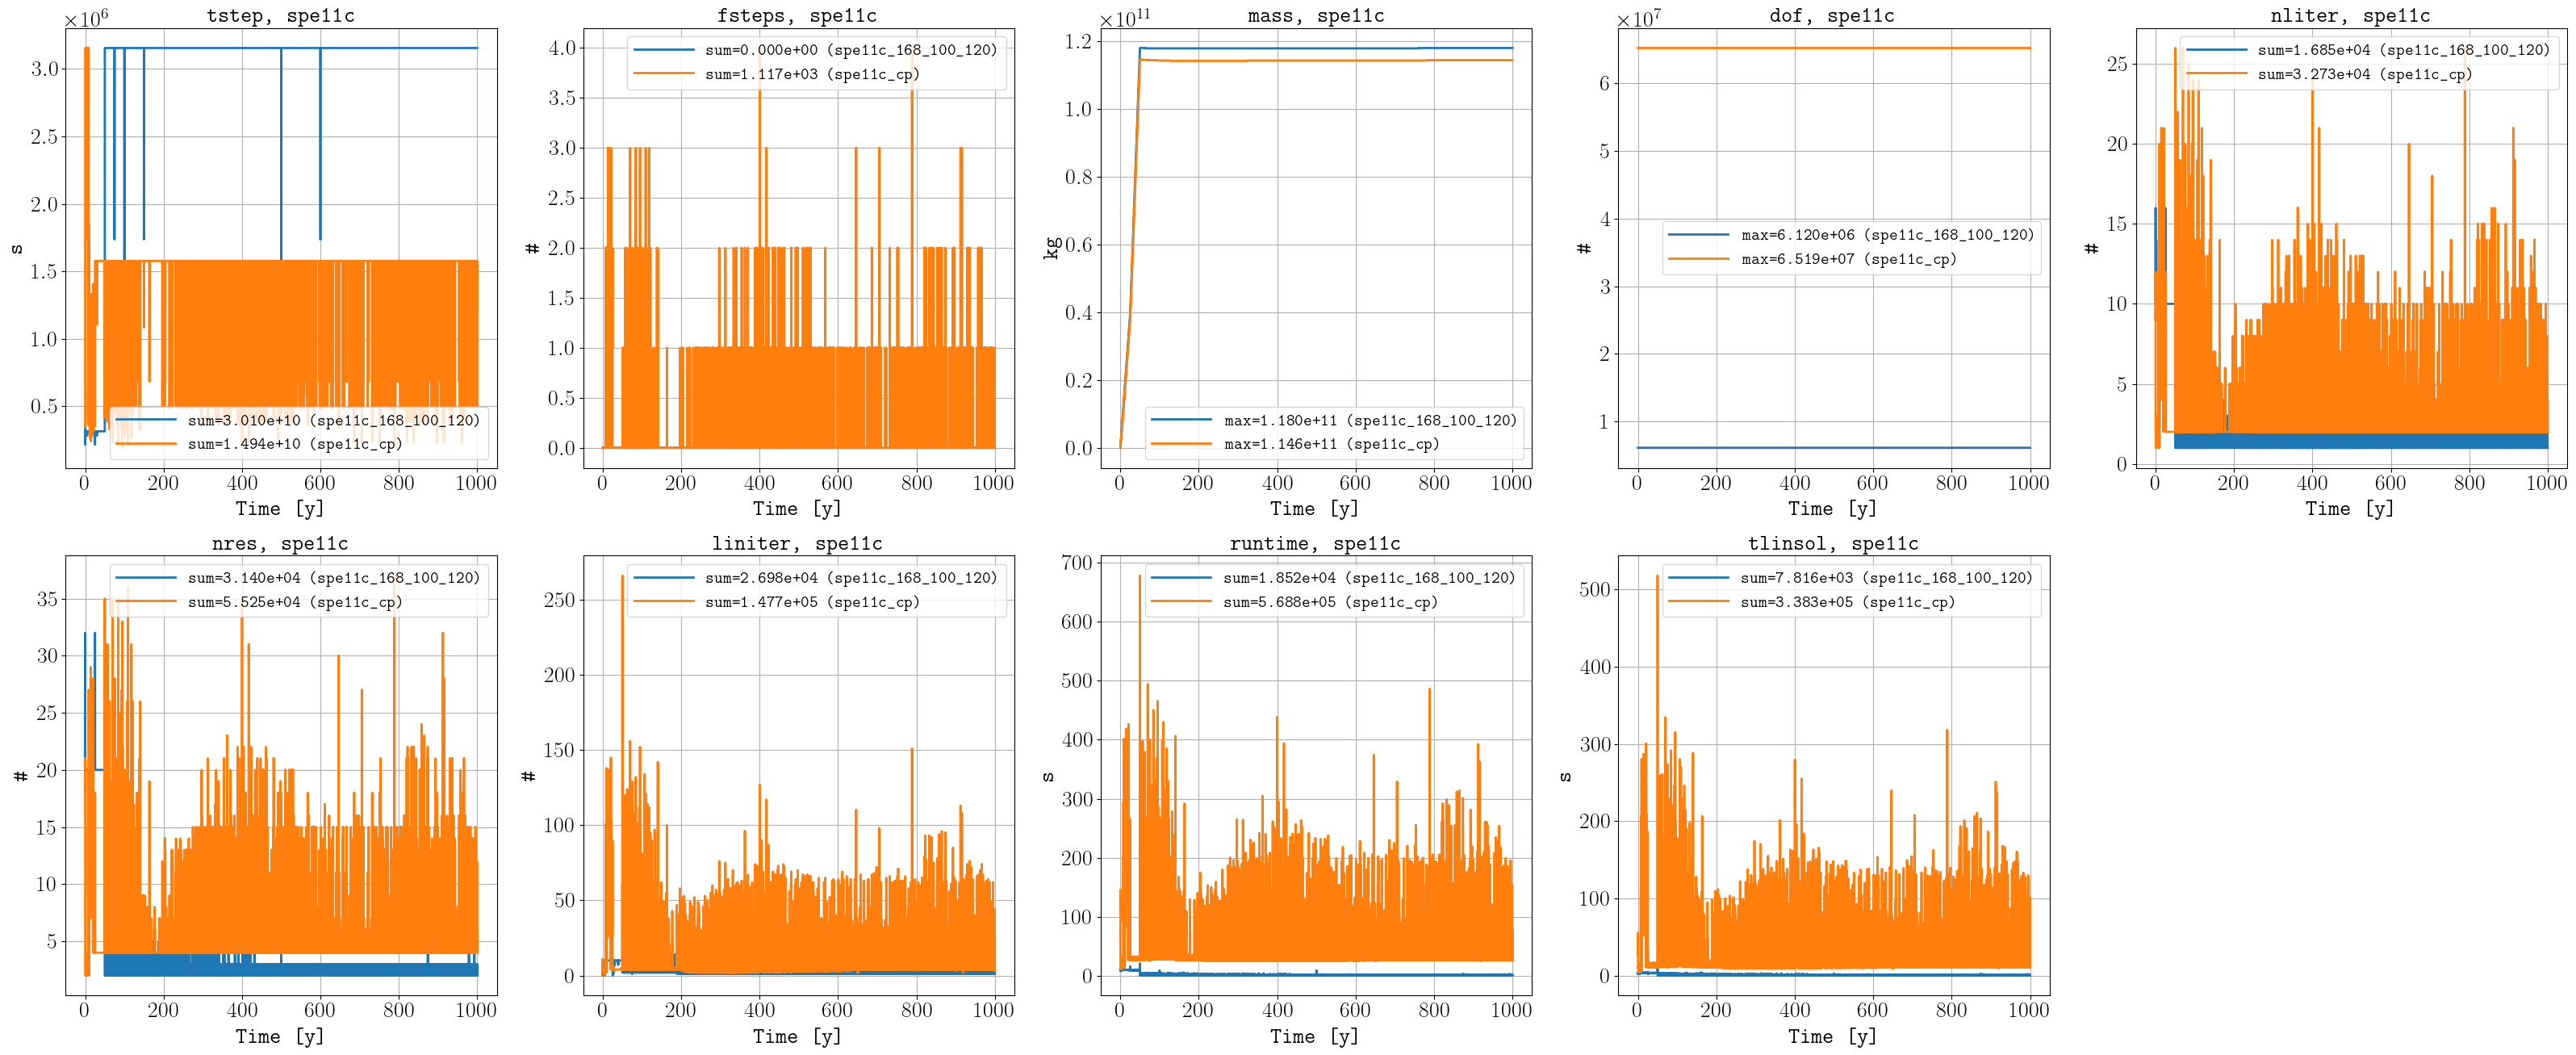 tstep, spe11c
×10⁶
3.0
2.5
2.0
1.5
1.0
0.5
s
sum=3.010e+10 (spe11c_168_100_120)
sum=1.494e+10 (spe11c_cp)
0 200 400 600 800 1000
Time [y]
fsteps, spe11c
4.0
3.5
3.0
2.5
2.0
1.5
1.0
0.5
0.0
#
sum=0.000e+00 (spe11c_168_100_120)
sum=1.117e+03 (spe11c_cp)
0 200 400 600 800 1000
Time [y]
mass, spe11c
×10¹¹
1.2
1.0
0.8
0.6
0.4
0.2
0.0
kg
max=1.180e+11 (spe11c_168_100_120)
max=1.146e+11 (spe11c_cp)
0 200 400 600 800 1000
Time [y]
dof, spe11c
×10⁷
6
5
4
3
2
1
#
max=6.120e+06 (spe11c_168_100_120)
max=6.519e+07 (spe11c_cp)
0 200 400 600 800 1000
Time [y]
nliter, spe11c
25
20
15
10
5
0
#
sum=1.685e+04 (spe11c_168_100_120)
sum=3.273e+04 (spe11c_cp)
0 200 400 600 800 1000
Time [y]
nres, spe11c
35
30
25
20
15
10
5
#
sum=3.140e+04 (spe11c_168_100_120)
sum=5.525e+04 (spe11c_cp)
0 200 400 600 800 1000
Time [y]
liniter, spe11c
250
200
150
100
50
0
#
sum=2.698e+04 (spe11c_168_100_120)
sum=1.477e+05 (spe11c_cp)
0 200 400 600 800 1000
Time [y]
runtime, spe11c
700
600
500
400
300
200
100
0
s
sum=1.852e+04 (spe11c_168_100_120)
sum=5.688e+05 (spe11c_cp)
0 200 400 600 800 1000
Time [y]
tlinsol, spe11c
500
400
300
200
100
0
s
sum=7.816e+03 (spe11c_168_100_120)
sum=3.383e+05 (spe11c_cp)
0 200 400 600 800 1000
Time [y]